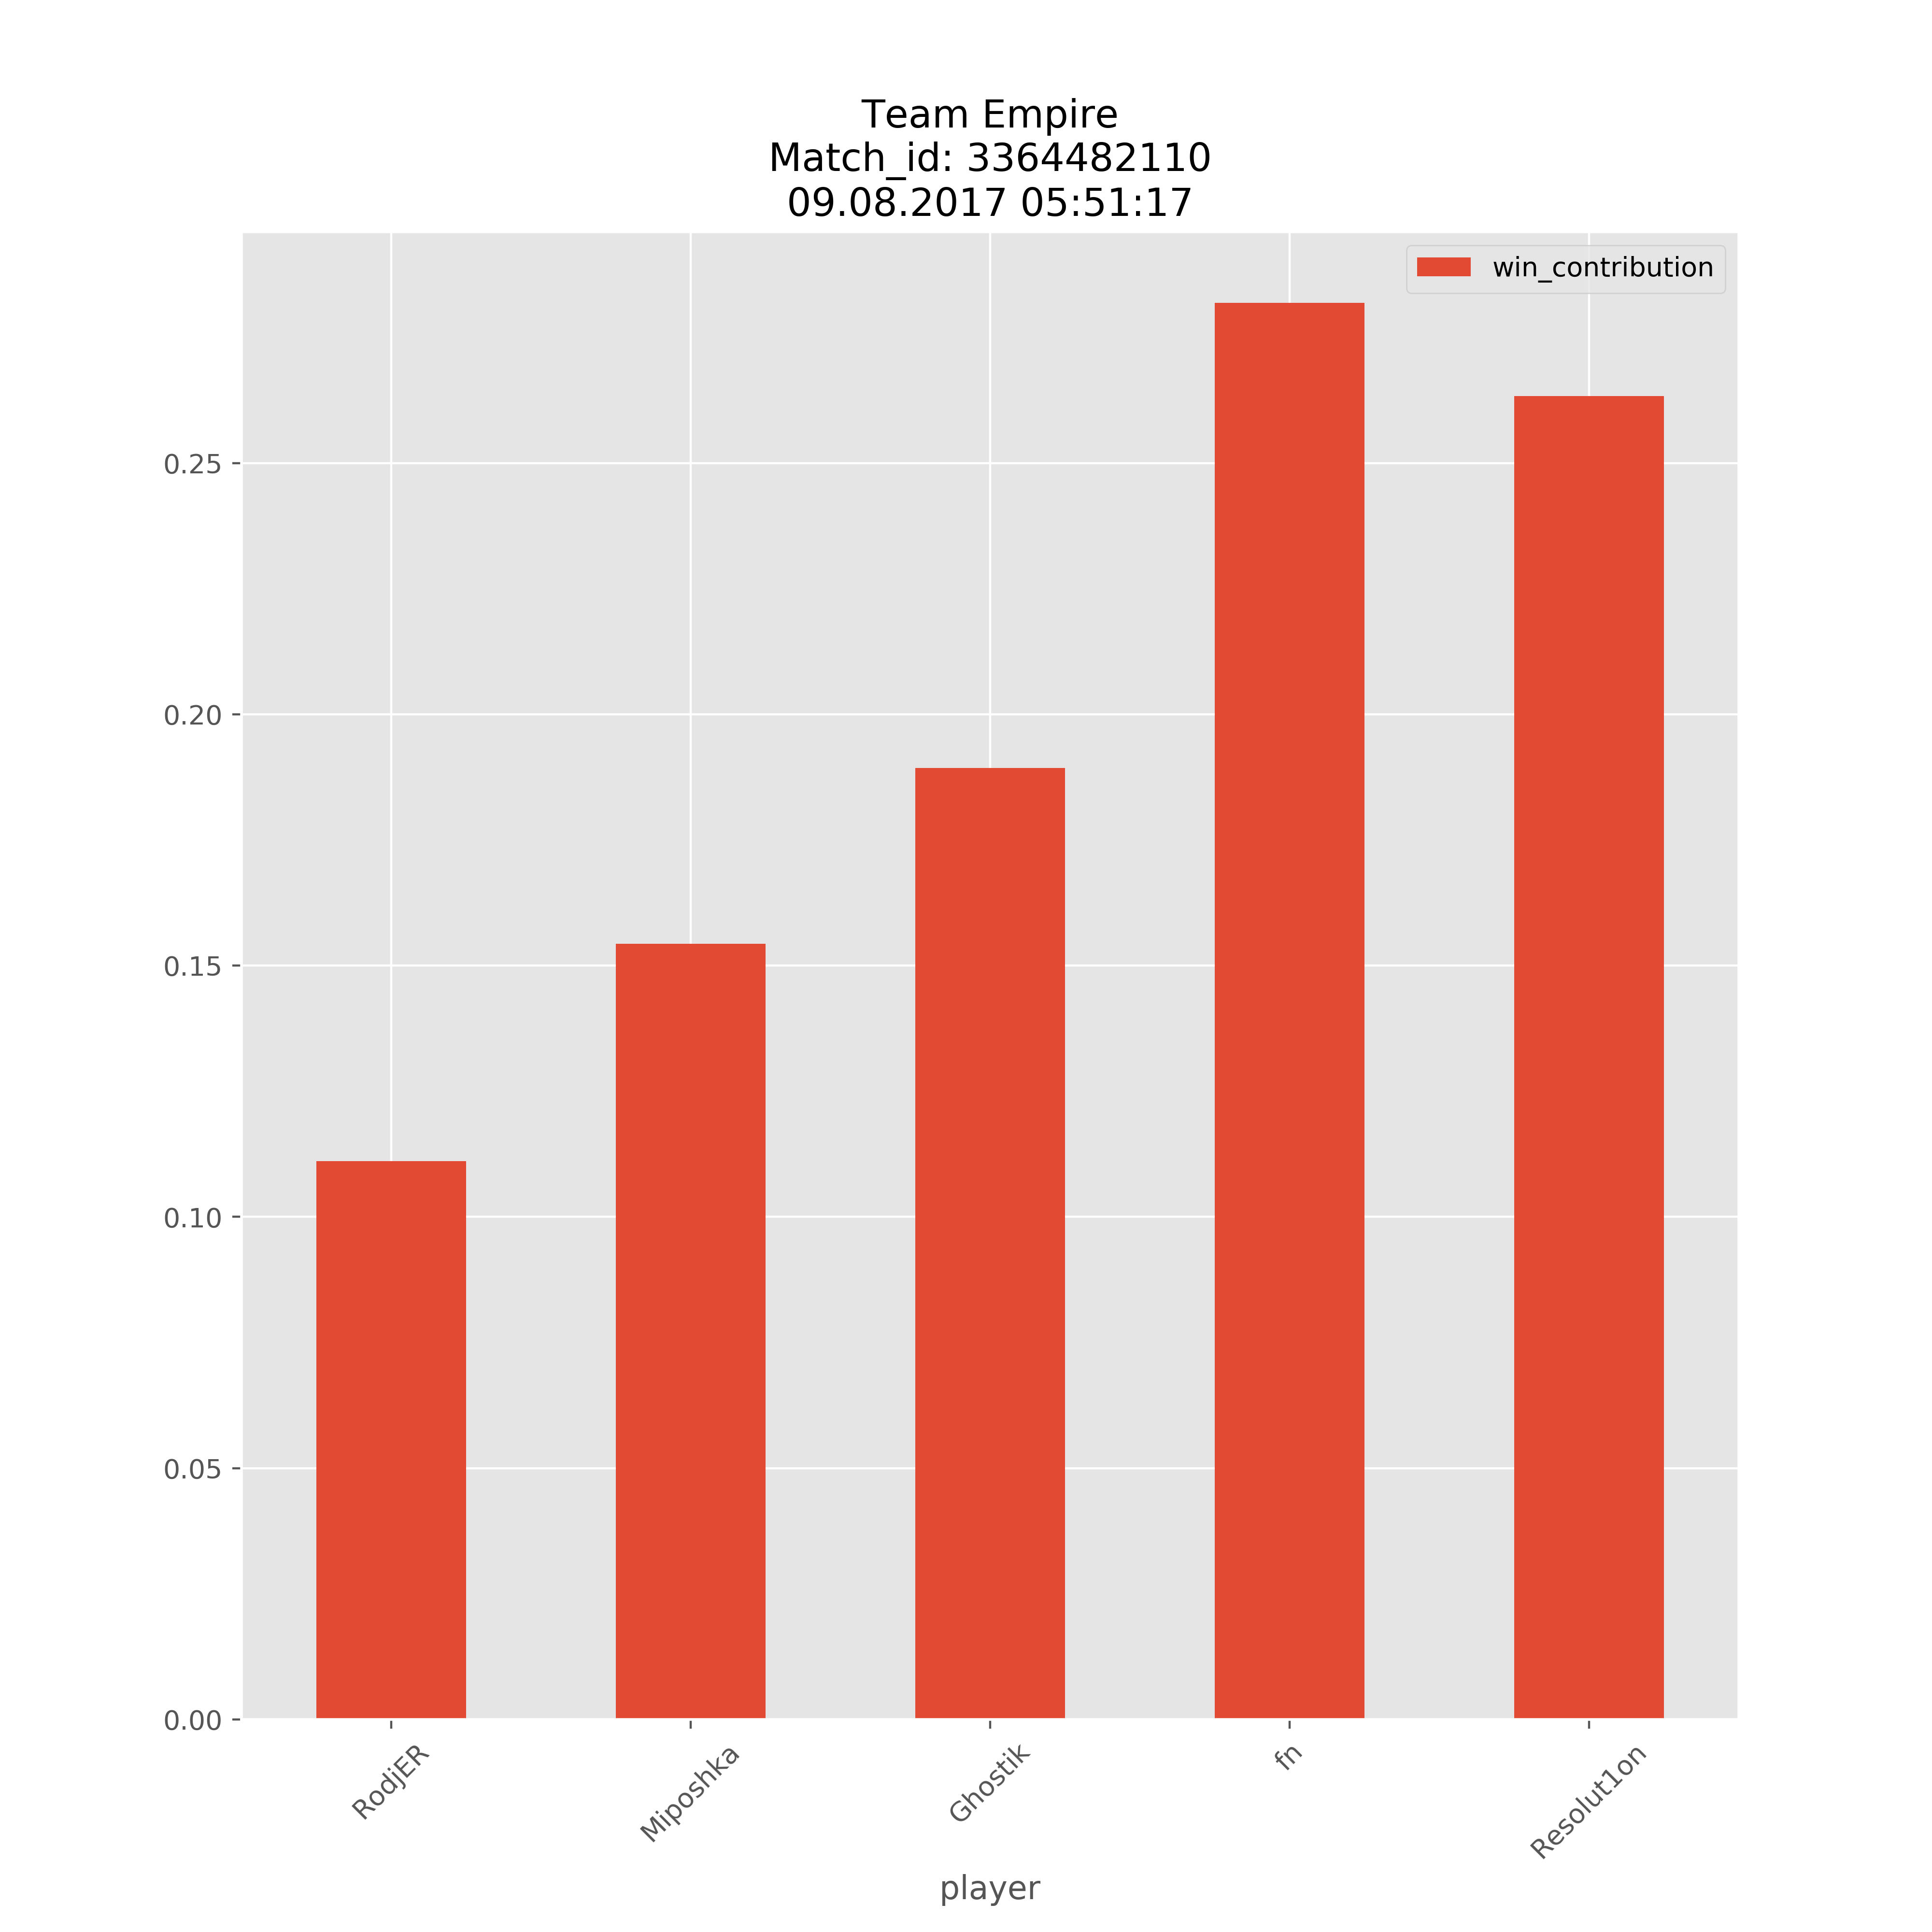 Team Empire
Match_id: 3364482110
09.08.2017 05:51:17
win_contribution
0.25
0.20
0.15
0.10
0.05
0.00
RodjER
Miposhka
Ghostik
fn
Resolut1on
player